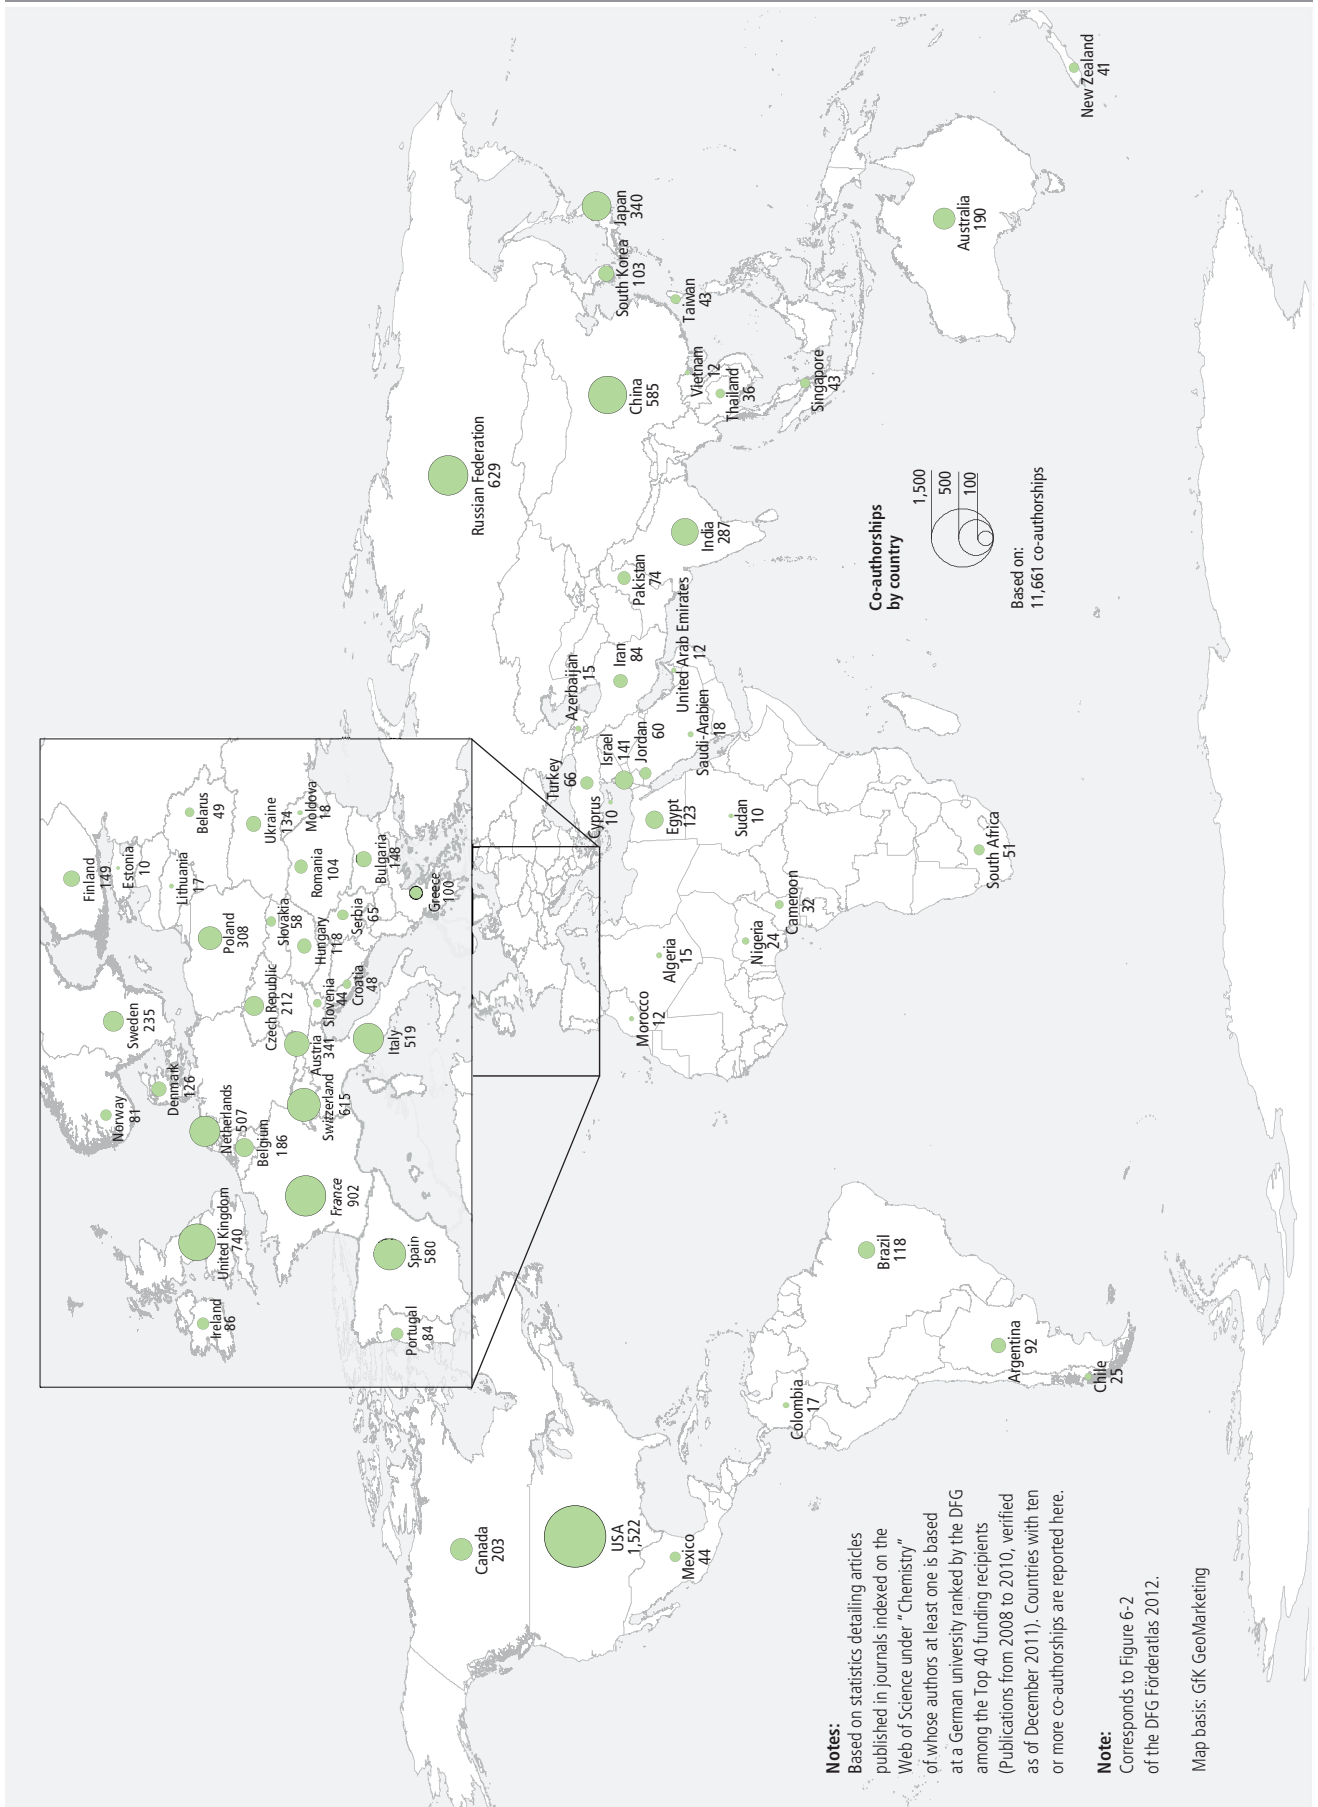 Finland
149
Estonia
10
Lithuania
17
Belarus
49
Sweden
235
Norway
81
Denmark
126
Poland
308
Ukraine
134
Moldova
18
Netherlands
507
Belgium
186
Czech Republic
212
Slovakia
58
Hungary
118
Romania
104
Bulgaria
148
United Kingdom
740
Ireland
86
France
902
Switzerland
615
Austria
341
Slovenia
44
Croatia
48
Serbia
65
Greece
100
Italy
519
Spain
580
Portugal
84
Russian Federation
629
Canada
203
USA
1,522
Mexico
44
Turkey
66
Cyprus
10
Azerbaijan
15
Israel
141
Jordan
60
Iran
84
Pakistan
74
United Arab Emirates
12
Saudi-Arabien
18
India
287
China
585
South Korea
103
Japan
340
Taiwan
43
Vietnam
12
Thailand
36
Singapore
43
Morocco
12
Algeria
15
Egypt
123
Sudan
10
Nigeria
24
Cameroon
32
South Africa
51
Colombia
17
Brazil
118
Argentina
92
Chile
25
Australia
190
New Zealand
41
Co-authorships
by country
1,500
500
100
Based on:
11,661 co-authorships
Notes:
Based on statistics detailing articles
published in journals indexed on the
Web of Science under “Chemistry”
of whose authors at least one is based
at a German university ranked by the DFG
among the Top 40 funding recipients
(Publications from 2008 to 2010, verified
as of December 2011). Countries with ten
or more co-authorships are reported here.
Note:
Corresponds to Figure 6-2
of the DFG Förderatlas 2012.
Map basis: GfK GeoMarketing